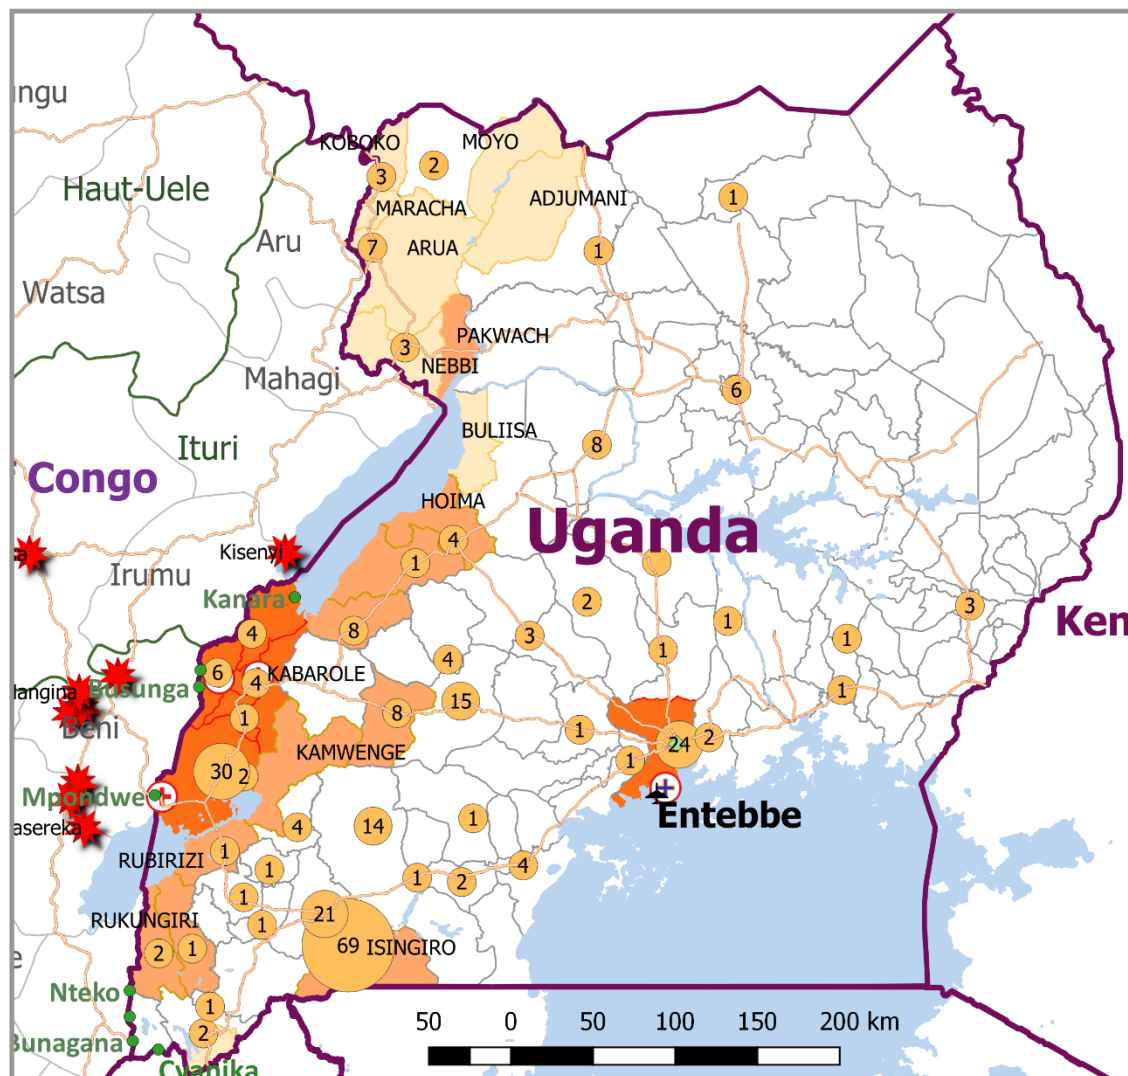 ungu
KOBOKO
MOYO
2
3
Haut-Uele
ADJUMANI
1
MARACHA
Aru
7
ARUA
1
Watsa
PAKWACH
3
NEBBI
Mahagi
6
BULIISA
Ituri
8
Congo
HOIMA
Uganda
4
Kisenyi
a
1
Irumu
Kanara
2
3
Ken
1
4
8
3
1
1
4
6
KABAROLE
4
Busunga
langina
15
1
8
1
Beni
1
2
24
KAMWENGE
1
30
2
Mpondwe
Entebbe
asereka
4
14
1
RUBIRIZI
1
1
4
1
2
1
RUKUNGIRI
21
1
69
ISINGIRO
2
1
e
Nteko
1
50
0
50
100
200 km
2
Bunagana
Cyanika